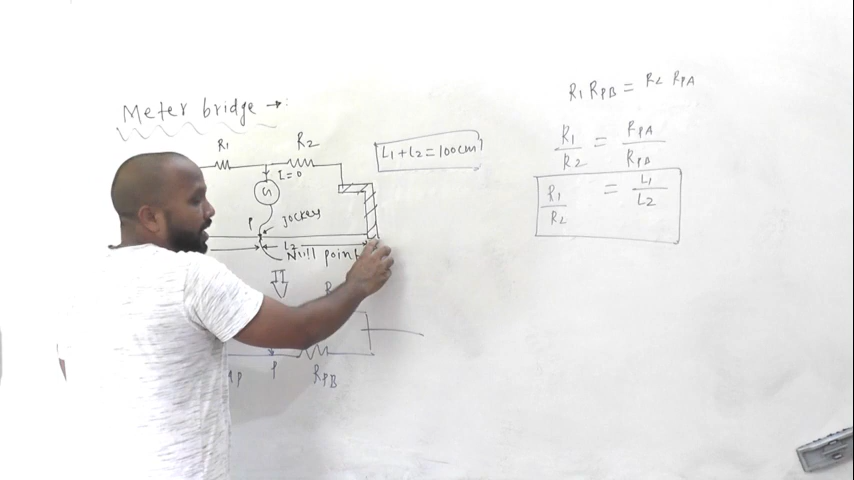 Meter bridge →:
R1
R2
I=0
G
P
Jockey
L2
Null point
L1 + L2 = 100cm
R
P
RPB
R1 RPB = R2 RPA
R1/R2 = RPA/RPB
R1/R2 = L1/L2